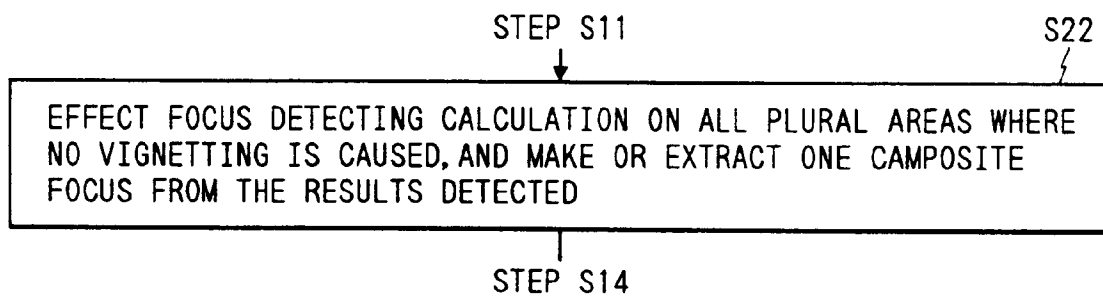 STEP S11
S22
EFFECT FOCUS DETECTING CALCULATION ON ALL PLURAL AREAS WHERE
NO VIGNETTING IS CAUSED, AND MAKE OR EXTRACT ONE CAMPOSITE
FOCUS FROM THE RESULTS DETECTED
STEP S14